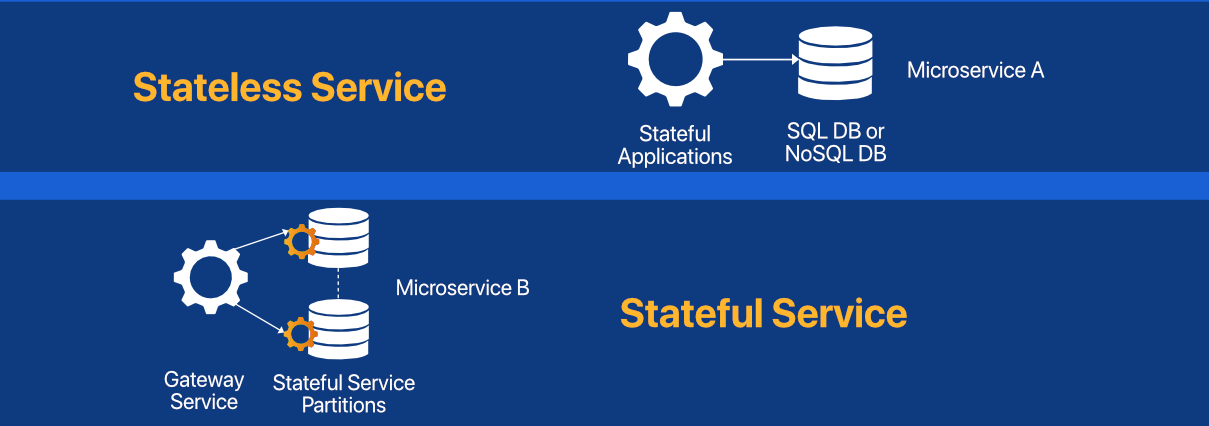 Stateless Service
Stateful
Applications
SQL DB or
NoSQL DB
Microservice A
Gateway
Service
Stateful Service
Partitions
Microservice B
Stateful Service